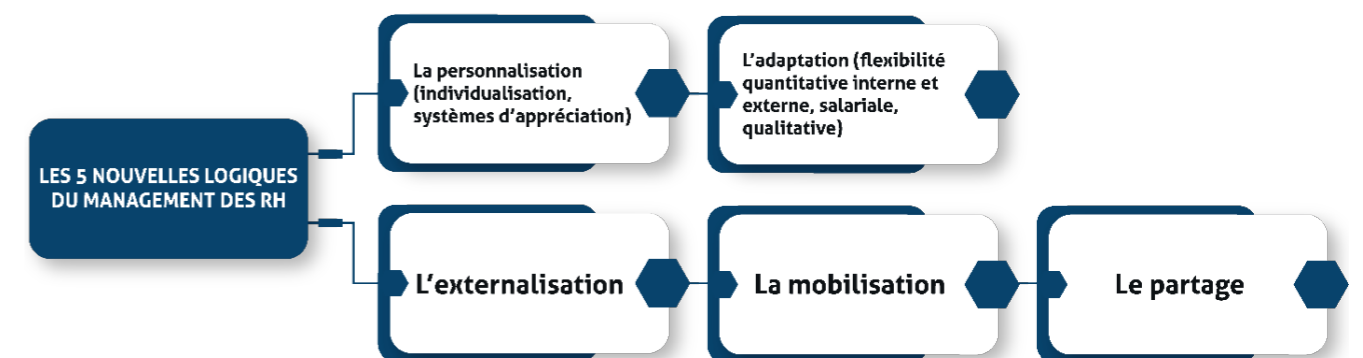 LES 5 NOUVELLES LOGIQUES
DU MANAGEMENT DES RH
La personnalisation
(individualisation,
systèmes d'appréciation)
L'adaptation (flexibilité
quantitative interne et
externe, salariale,
qualitative)
L'externalisation
La mobilisation
Le partage